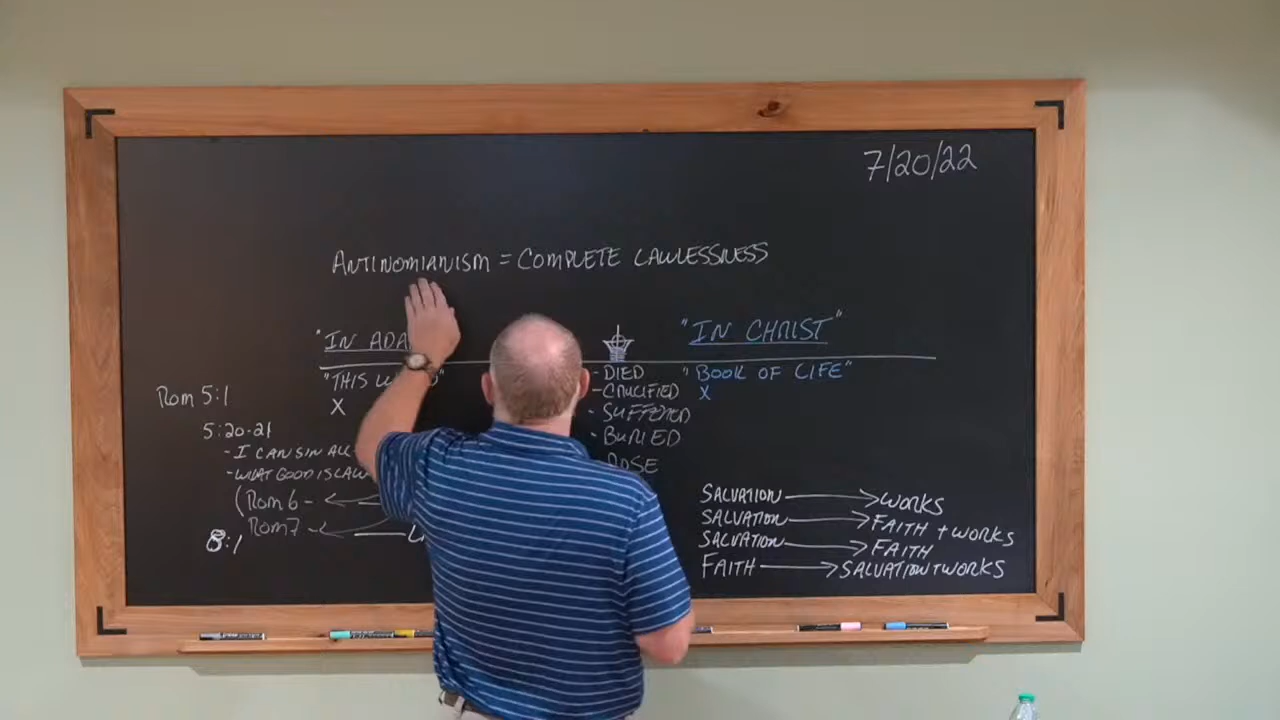 7/20/22
ANTINOMIANISM = COMPLETE LAWLESSNESS
"IN ADA
"IN CHRIST"
"THIS
"BOOK OF LIFE"
X
X
- DIED
- CRUCIFIED
- SUFFERED
- BURIED
ROSE
Rom 5:1
5:20-21
- I CAN SIN ALL
- WHAT GOOD IS LAW
(Rom 6 -
Rom 7 -
8:1
SALVATION → WORKS
SALVATION → FAITH + WORKS
SALVATION → FAITH
FAITH → SALVATION + WORKS